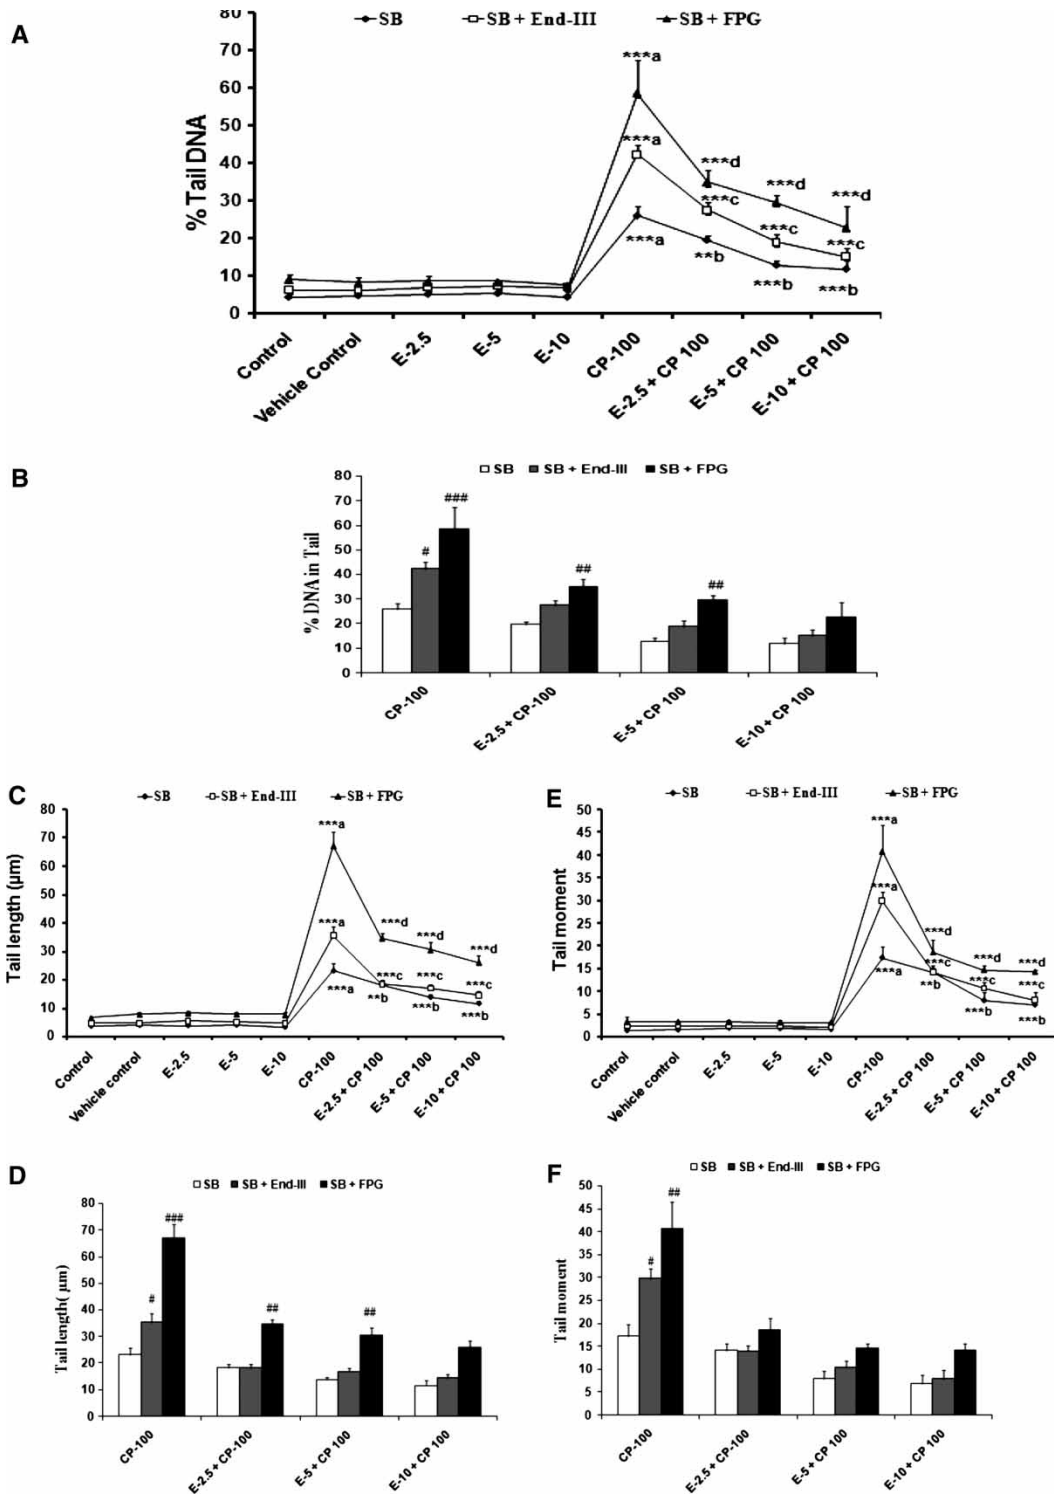 A
SB SB + End-III SB + FPG
% Tail DNA
80
70
60
50
40
30
20
10
0
***a
***a
***a
***d
***c
**b
***d
***c
***b
***d
***c
***b
Control
Vehicle Control
E-2.5
E-5
E-10
CP-100
E-2.5 + CP 100
E-5 + CP 100
E-10 + CP 100
B
SB SB + End-III SB + FPG
% DNA in Tail
80
70
60
50
40
30
20
10
0
#
###
##
##
CP-100
E-2.5 + CP-100
E-5 + CP 100
E-10 + CP 100
C
SB SB + End-III SB + FPG
Tail length (µm)
80
70
60
50
40
30
20
10
0
***a
***a
***a
***d
***c
**b
***d
***c
***b
***d
***c
***b
Control
Vehicle control
E-2.5
E-5
E-10
CP-100
E-2.5 + CP 100
E-5 + CP 100
E-10 + CP 100
E
SB SB + End-III SB + FPG
Tail moment
50
45
40
35
30
25
20
15
10
5
0
***a
***a
***a
***d
***c
**b
***d
***c
***b
***d
***c
***b
Control
Vehicle control
E-2.5
E-5
E-10
CP-100
E-2.5 + CP 100
E-5 + CP 100
E-10 + CP 100
D
SB SB + End-III SB + FPG
Tail length( µm)
80
70
60
50
40
30
20
10
0
#
###
##
##
CP-100
E-2.5 + CP-100
E-5 + CP 100
E-10 + CP 100
F
SB SB + End-III SB + FPG
Tail moment
50
45
40
35
30
25
20
15
10
5
0
#
##
CP-100
E-2.5 + CP-100
E-5 + CP 100
E-10 + CP 100